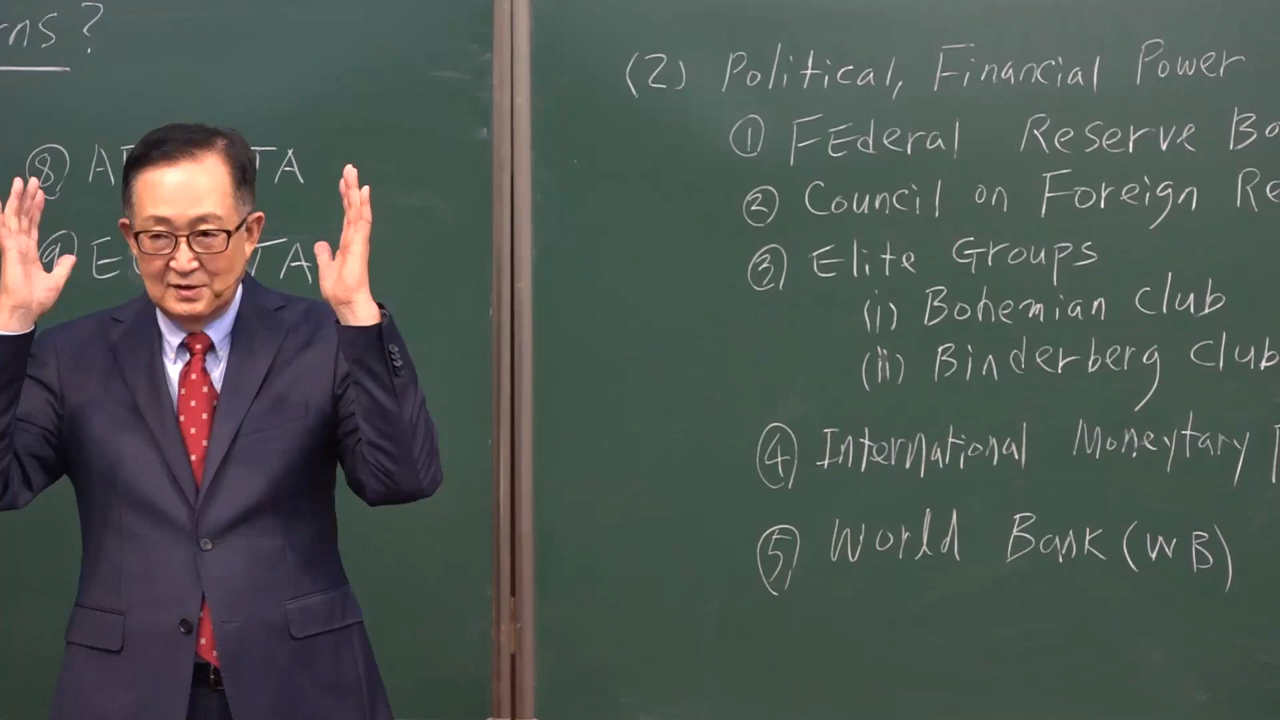 rns?
⑧ A TA
⑨ E TA
(2) Political, Financial Power
① FEderal Reserve Ba
② Council on Foreign Re
③ Elite Groups
(i) Bohemian Club
(ii) Binderberg Club
④ International Moneytary
⑤ World Bank (WB)